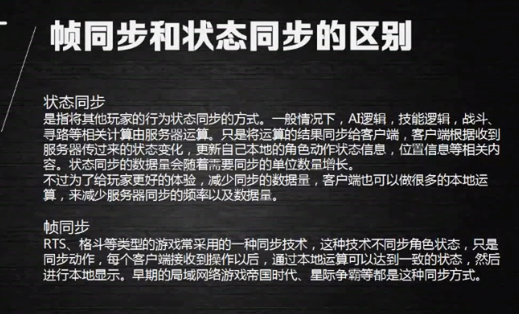 帧同步和状态同步的区别
状态同步
是指将其他玩家的行为状态同步的方式。一般情况下，AI逻辑，技能逻辑，战斗、
寻路等相关计算由服务器运算。只是将运算的结果同步给客户端，客户端根据收到
服务器传过来的状态变化，更新自己本地的角色动作状态信息，位置信息等相关内
容。状态同步的数据量会随着需要同步的单位数量增长。
不过为了给玩家更好的体验，减少同步的数据量，客户端也可以做很多的本地运
算，来减少服务器同步的频率以及数据量。
帧同步
RTS、格斗等类型的游戏常采用的一种同步技术，这种技术不同步角色状态，只是
同步动作，每个客户端接收到操作以后，通过本地运算可以达到一致的状态，然后
进行本地显示。早期的局域网络游戏帝国时代、星际争霸等都是这种同步方式。